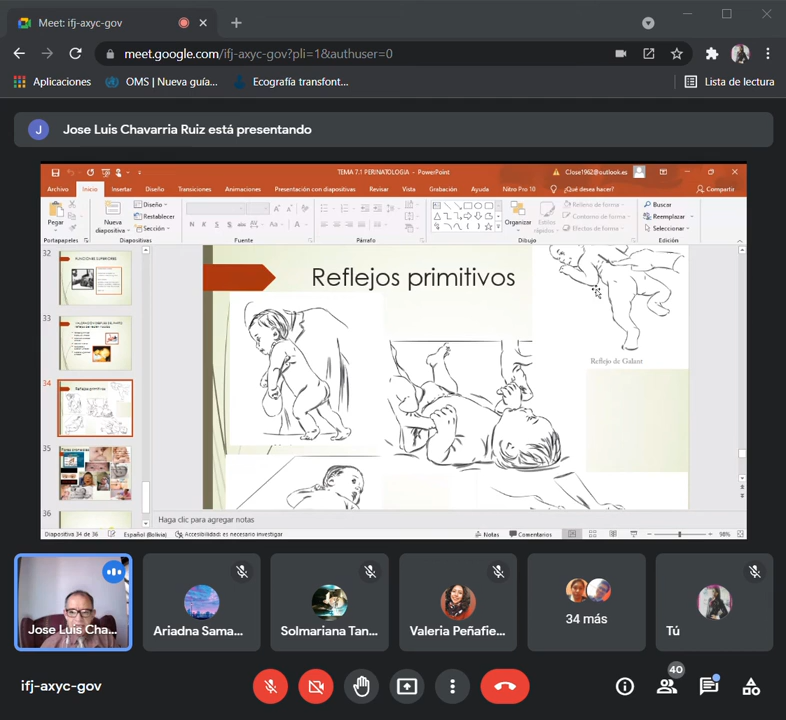 Meet: ifj-axyc-gov
meet.google.com/ifj-axyc-gov?pli=1&authuser=0
Aplicaciones
OMS | Nueva guía...
Ecografía transfont...
Lista de lectura
J
Jose Luis Chavarria Ruiz está presentando
TEMA 7.1 PERINATOLOGIA - PowerPoint
Close1962@outlook.es
Archivo
Inicio
Insertar
Diseño
Transiciones
Animaciones
Presentación con diapositivas
Revisar
Vista
Grabación
Ayuda
Nitro Pro 10
¿Qué desea hacer?
Compartir
Pegar
Nueva
diapositiva
Diseño
Restablecer
Sección
Organizar
Estilos
rápidos
Relleno de forma
Contorno de forma
Efectos de forma
Buscar
Reemplazar
Seleccionar
Portapapeles
Diapositivas
Fuente
Párrafo
Dibujo
Edición
32
FUNCIONES SUPERIORES
33
34
Reflejos primitivos
35
36
Reflejos primitivos
Reflejo de Galant
Haga clic para agregar notas
Diapositiva 34 de 36
Español (Bolivia)
Accesibilidad: es necesario investigar
Notas
Comentarios
98%
Jose Luis Cha...
Ariadna Sama...
Solmariana Tan...
Valeria Peñafie...
34 más
Tú
ifj-axyc-gov
40